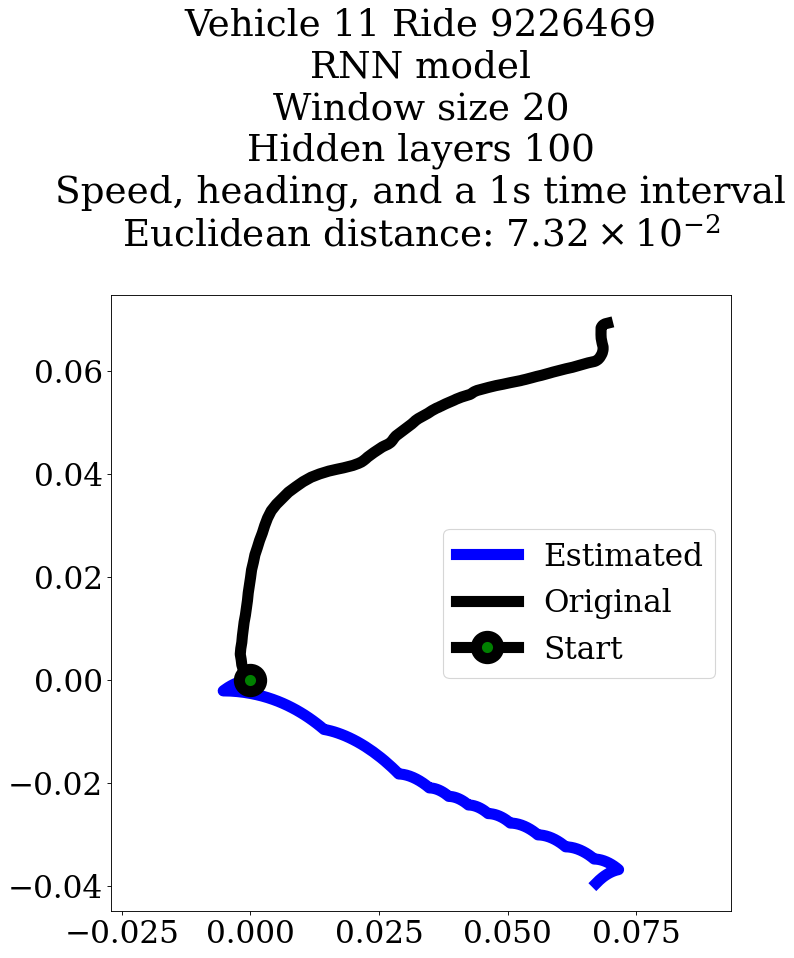 Vehicle 11 Ride 9226469
RNN model
Window size 20
Hidden layers 100
Speed, heading, and a 1s time interval
Euclidean distance: 7.32 × 10⁻²
0.06
0.04
0.02
0.00
−0.02
−0.04
Estimated
Original
Start
−0.025 0.000 0.025 0.050 0.075